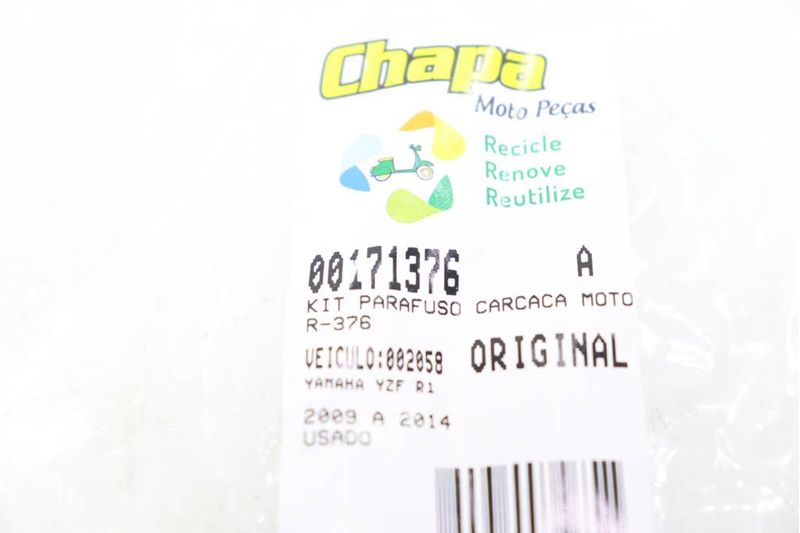 Chapa
Moto Peças
Recicle
Renove
Reutilize
00171376 A
KIT PARAFUSO CARCACA MOTO
R-376
VEICULO:002058 ORIGINAL
YAMAHA YZF R1
2009 A 2014
USADO